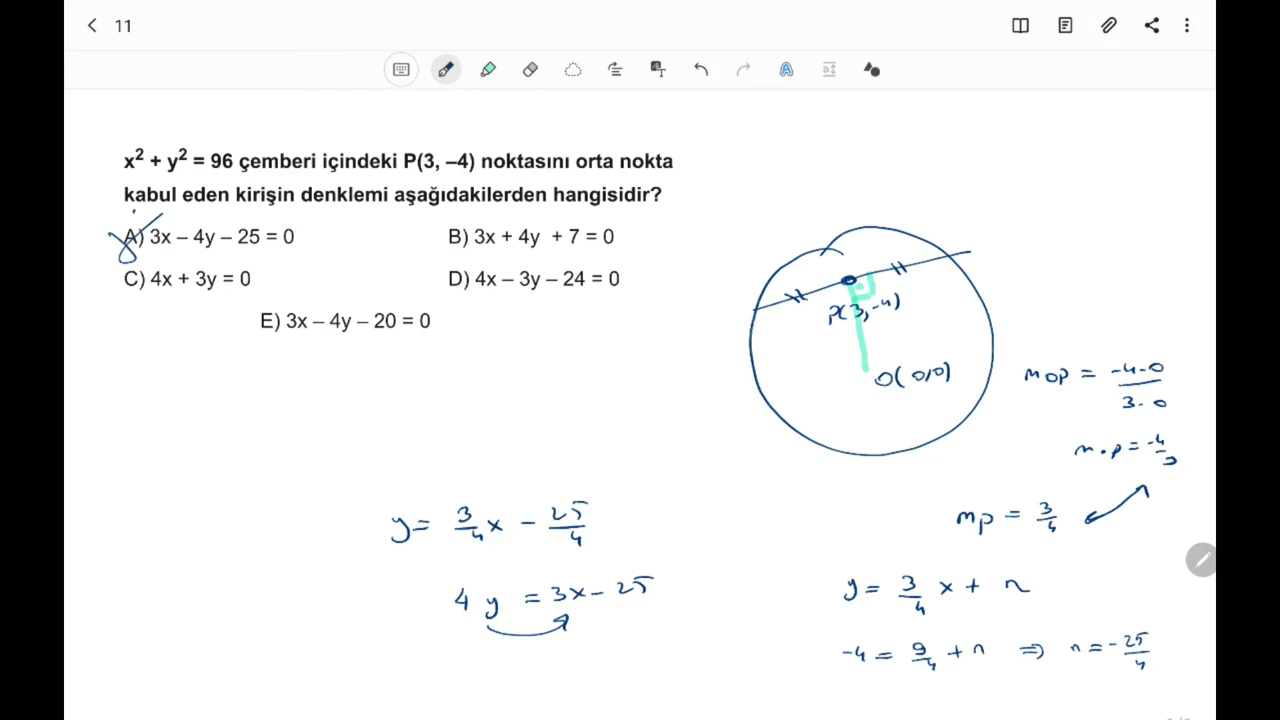 11
x² + y² = 96 çemberi içindeki P(3, –4) noktasını orta nokta
kabul eden kirişin denklemi aşağıdakilerden hangisidir?
A) 3x – 4y – 25 = 0
B) 3x + 4y + 7 = 0
C) 4x + 3y = 0
D) 4x – 3y – 24 = 0
E) 3x – 4y – 20 = 0
P(3,-4)
O(0,0)
mop = -4-0/3-0
m.p = -4/3
mp = 3/4
y = 3/4 x + n
-4 = 9/4 + n ⇒ n = -25/4
y = 3/4 x - 25/4
4y = 3x - 25